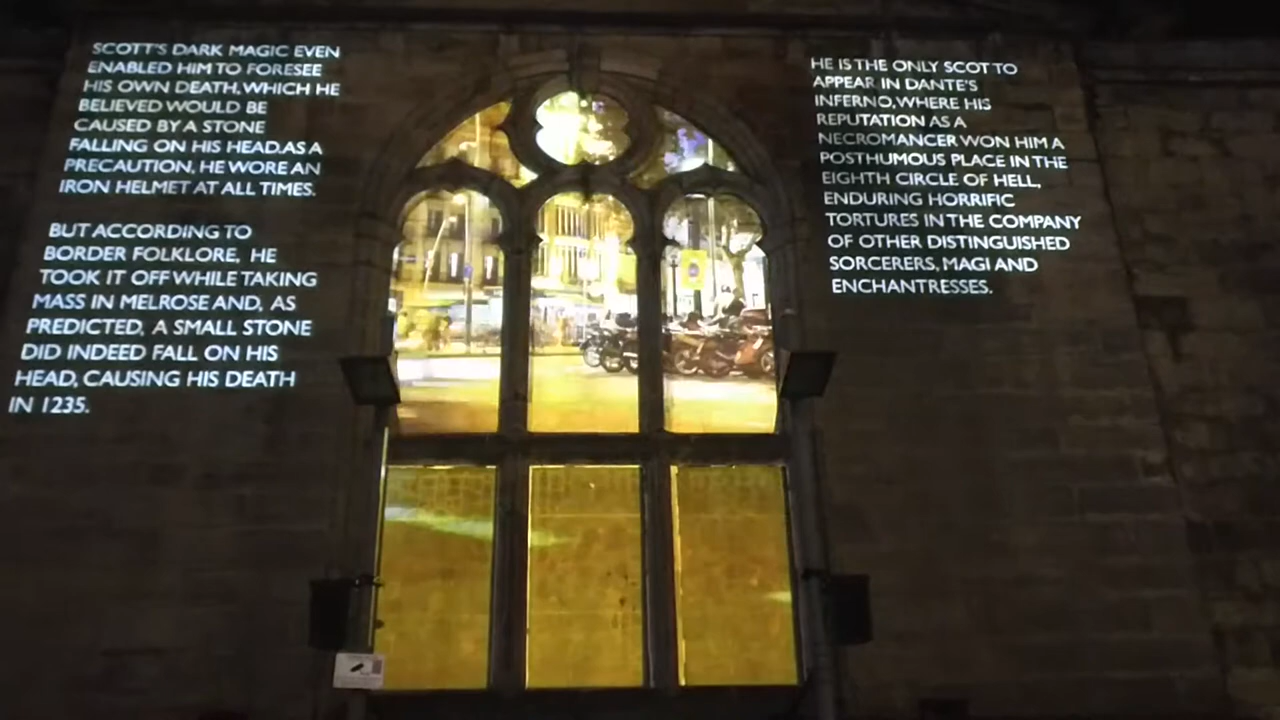 SCOTT'S DARK MAGIC EVEN
ENABLED HIM TO FORESEE
HIS OWN DEATH, WHICH HE
BELIEVED WOULD BE
CAUSED BY A STONE
FALLING ON HIS HEAD. AS A
PRECAUTION, HE WORE AN
IRON HELMET AT ALL TIMES.
BUT ACCORDING TO
BORDER FOLKLORE, HE
TOOK IT OFF WHILE TAKING
MASS IN MELROSE AND, AS
PREDICTED, A SMALL STONE
DID INDEED FALL ON HIS
HEAD, CAUSING HIS DEATH
IN 1235.
HE IS THE ONLY SCOT TO
APPEAR IN DANTE'S
INFERNO, WHERE HIS
REPUTATION AS A
NECROMANCER WON HIM A
POSTHUMOUS PLACE IN THE
EIGHTH CIRCLE OF HELL,
ENDURING HORRIFIC
TORTURES IN THE COMPANY
OF OTHER DISTINGUISHED
SORCERERS, MAGI AND
ENCHANTRESSES.